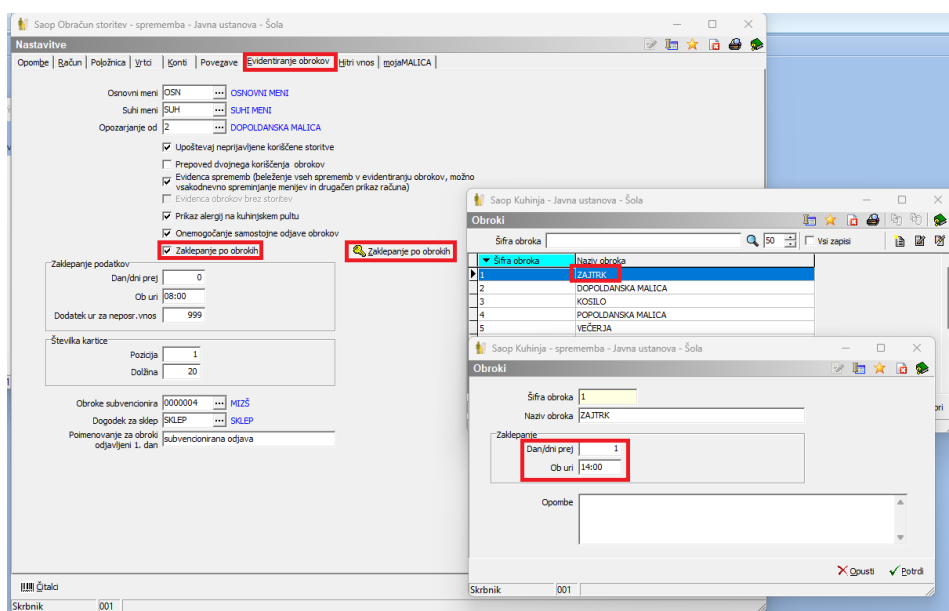 Saop Obračun storitev - sprememba - Javna ustanova - Šola
Nastavitve
Opombe | Račun | Položnica | Vrtci | Konti | Povezave | Evidentiranje obrokov | Hitri vnos | mojaMALICA
Osnovni meni OSN ... OSNOVNI MENI
Suhi meni SUH ... SUHI MENI
Opozarjanje od 2 ... DOPOLDANSKA MALICA
Upoštevaj neprijavljene koriščene storitve
Prepoved dvojnega koriščenja obrokov
Evidenca sprememb (beleženje vseh sprememb v evidentiranju obrokov, možno
vsakodnevno spreminjanje menijev in drugačen prikaz računa)
Evidenca obrokov brez storitev
Prikaz alergij na kuhinjskem pultu
Onemogočanje samostojne odjave obrokov
Zaklepanje po obrokih
Zaklepanje po obrokih
Zaklepanje podatkov
Dan/dni prej 0
Ob uri 08:00
Dodatek ur za neposr.vnos 999
Številka kartice
Pozicija 1
Dolžina 20
Obroke subvencionira 0000004 ... MIZŠ
Dogodek za sklep SKLEP ... SKLEP
Poimenovanje za obroki
odjavljeni 1. dan
subvencionirana odjava
Čitalci
Skrbnik 001
Saop Kuhinja - Javna ustanova - Šola
Obroki
Šifra obroka 50 Vsi zapisi
Šifra obroka Naziv obroka
1 ZAJTRK
2 DOPOLDANSKA MALICA
3 KOSILO
4 POPOLDANSKA MALICA
5 VEČERJA
Saop Kuhinja - sprememba - Javna ustanova - Šola
Obroki
Šifra obroka 1
Naziv obroka ZAJTRK
Zaklepanje
Dan/dni prej 1
Ob uri 14:00
Opombe
Opusti Potrdi
Skrbnik 001